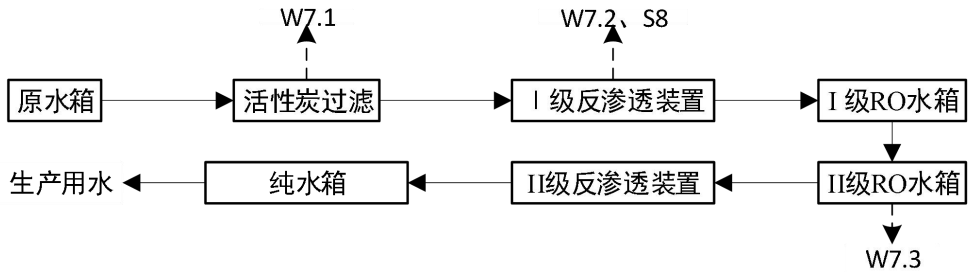 W7.1
W7.2、S8
原水箱
活性炭过滤
Ⅰ级反渗透装置
Ⅰ级RO水箱
生产用水
纯水箱
II级反渗透装置
II级RO水箱
W7.3